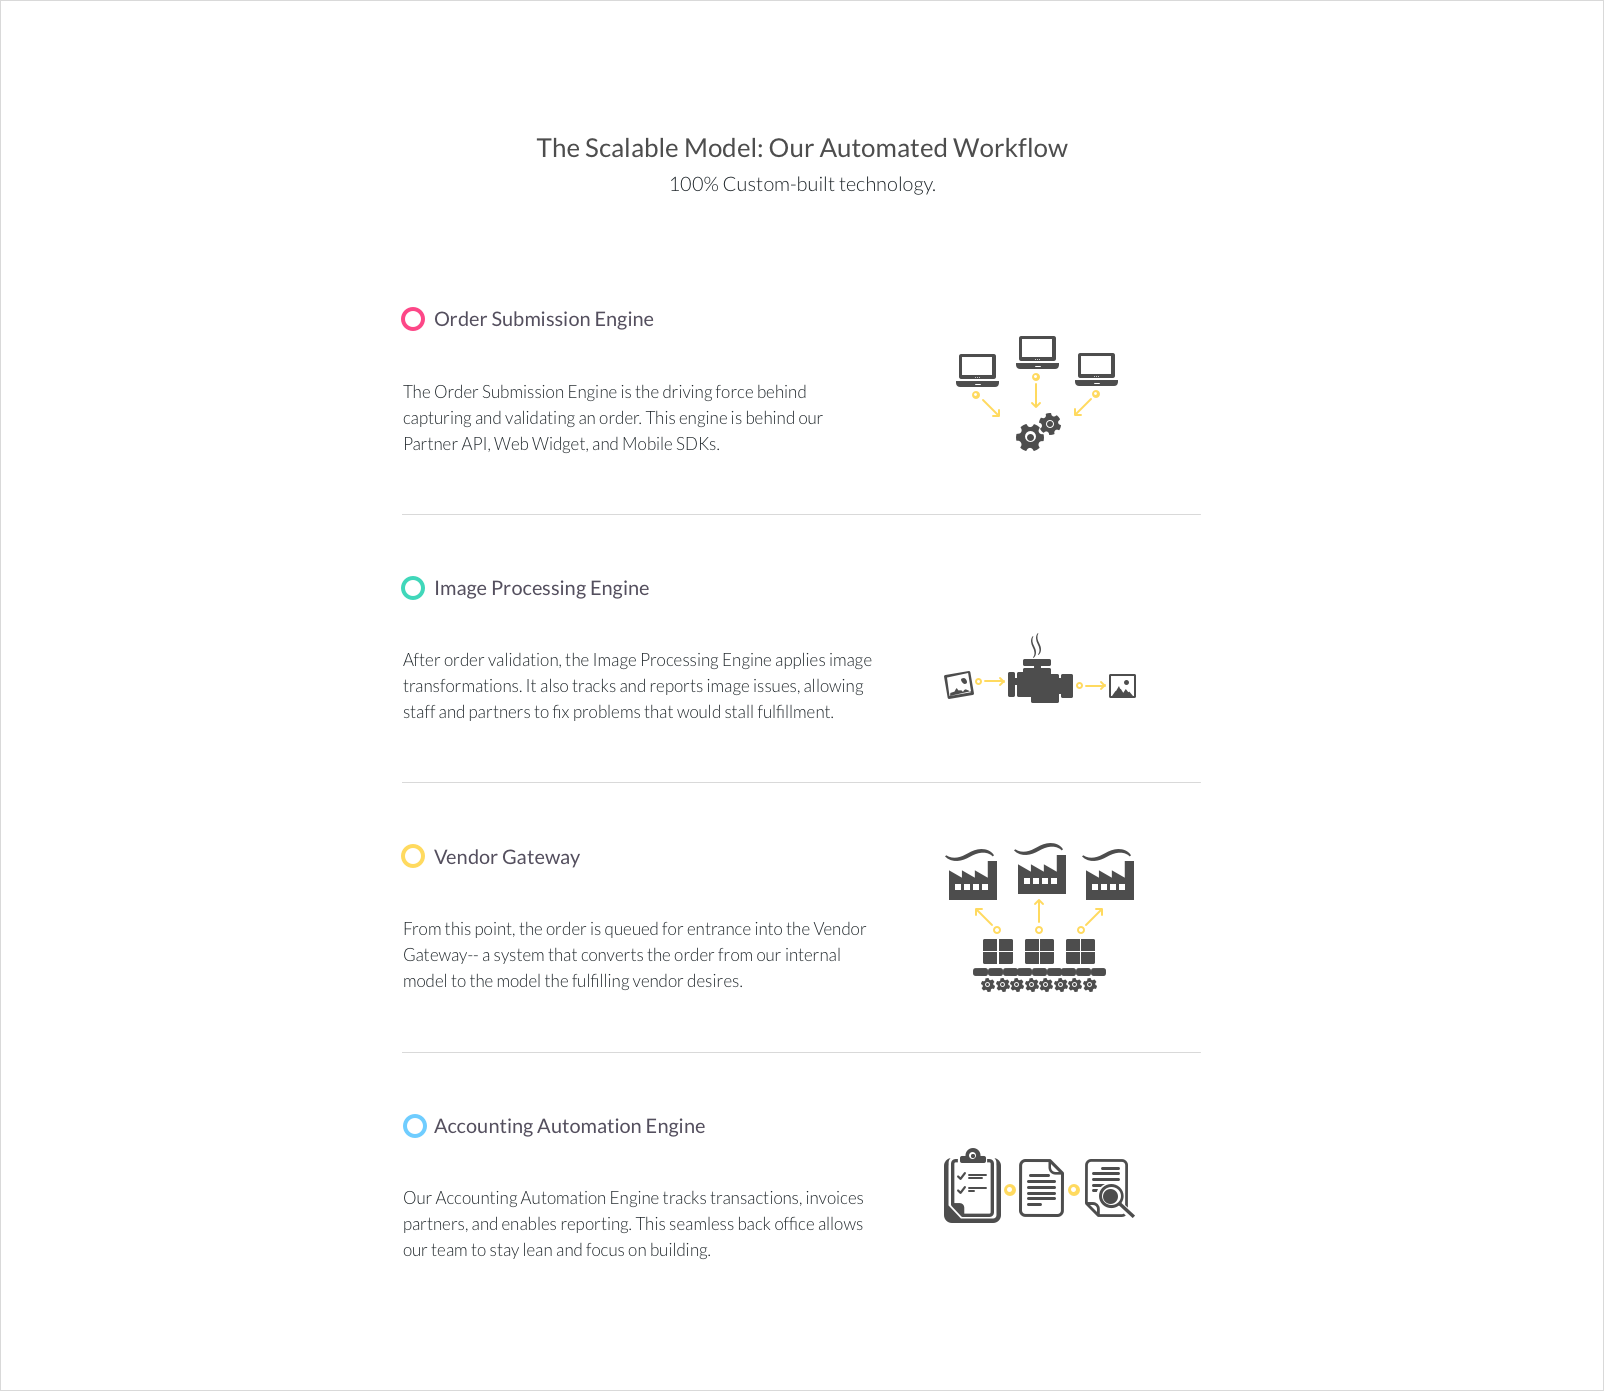 The Scalable Model: Our Automated Workflow
100% Custom-built technology.
Order Submission Engine
The Order Submission Engine is the driving force behind
capturing and validating an order. This engine is behind our
Partner API, Web Widget, and Mobile SDKs.
Image Processing Engine
After order validation, the Image Processing Engine applies image
transformations. It also tracks and reports image issues, allowing
staff and partners to fix problems that would stall fulfillment.
Vendor Gateway
From this point, the order is queued for entrance into the Vendor
Gateway-- a system that converts the order from our internal
model to the model the fulfilling vendor desires.
Accounting Automation Engine
Our Accounting Automation Engine tracks transactions, invoices
partners, and enables reporting. This seamless back office allows
our team to stay lean and focus on building.